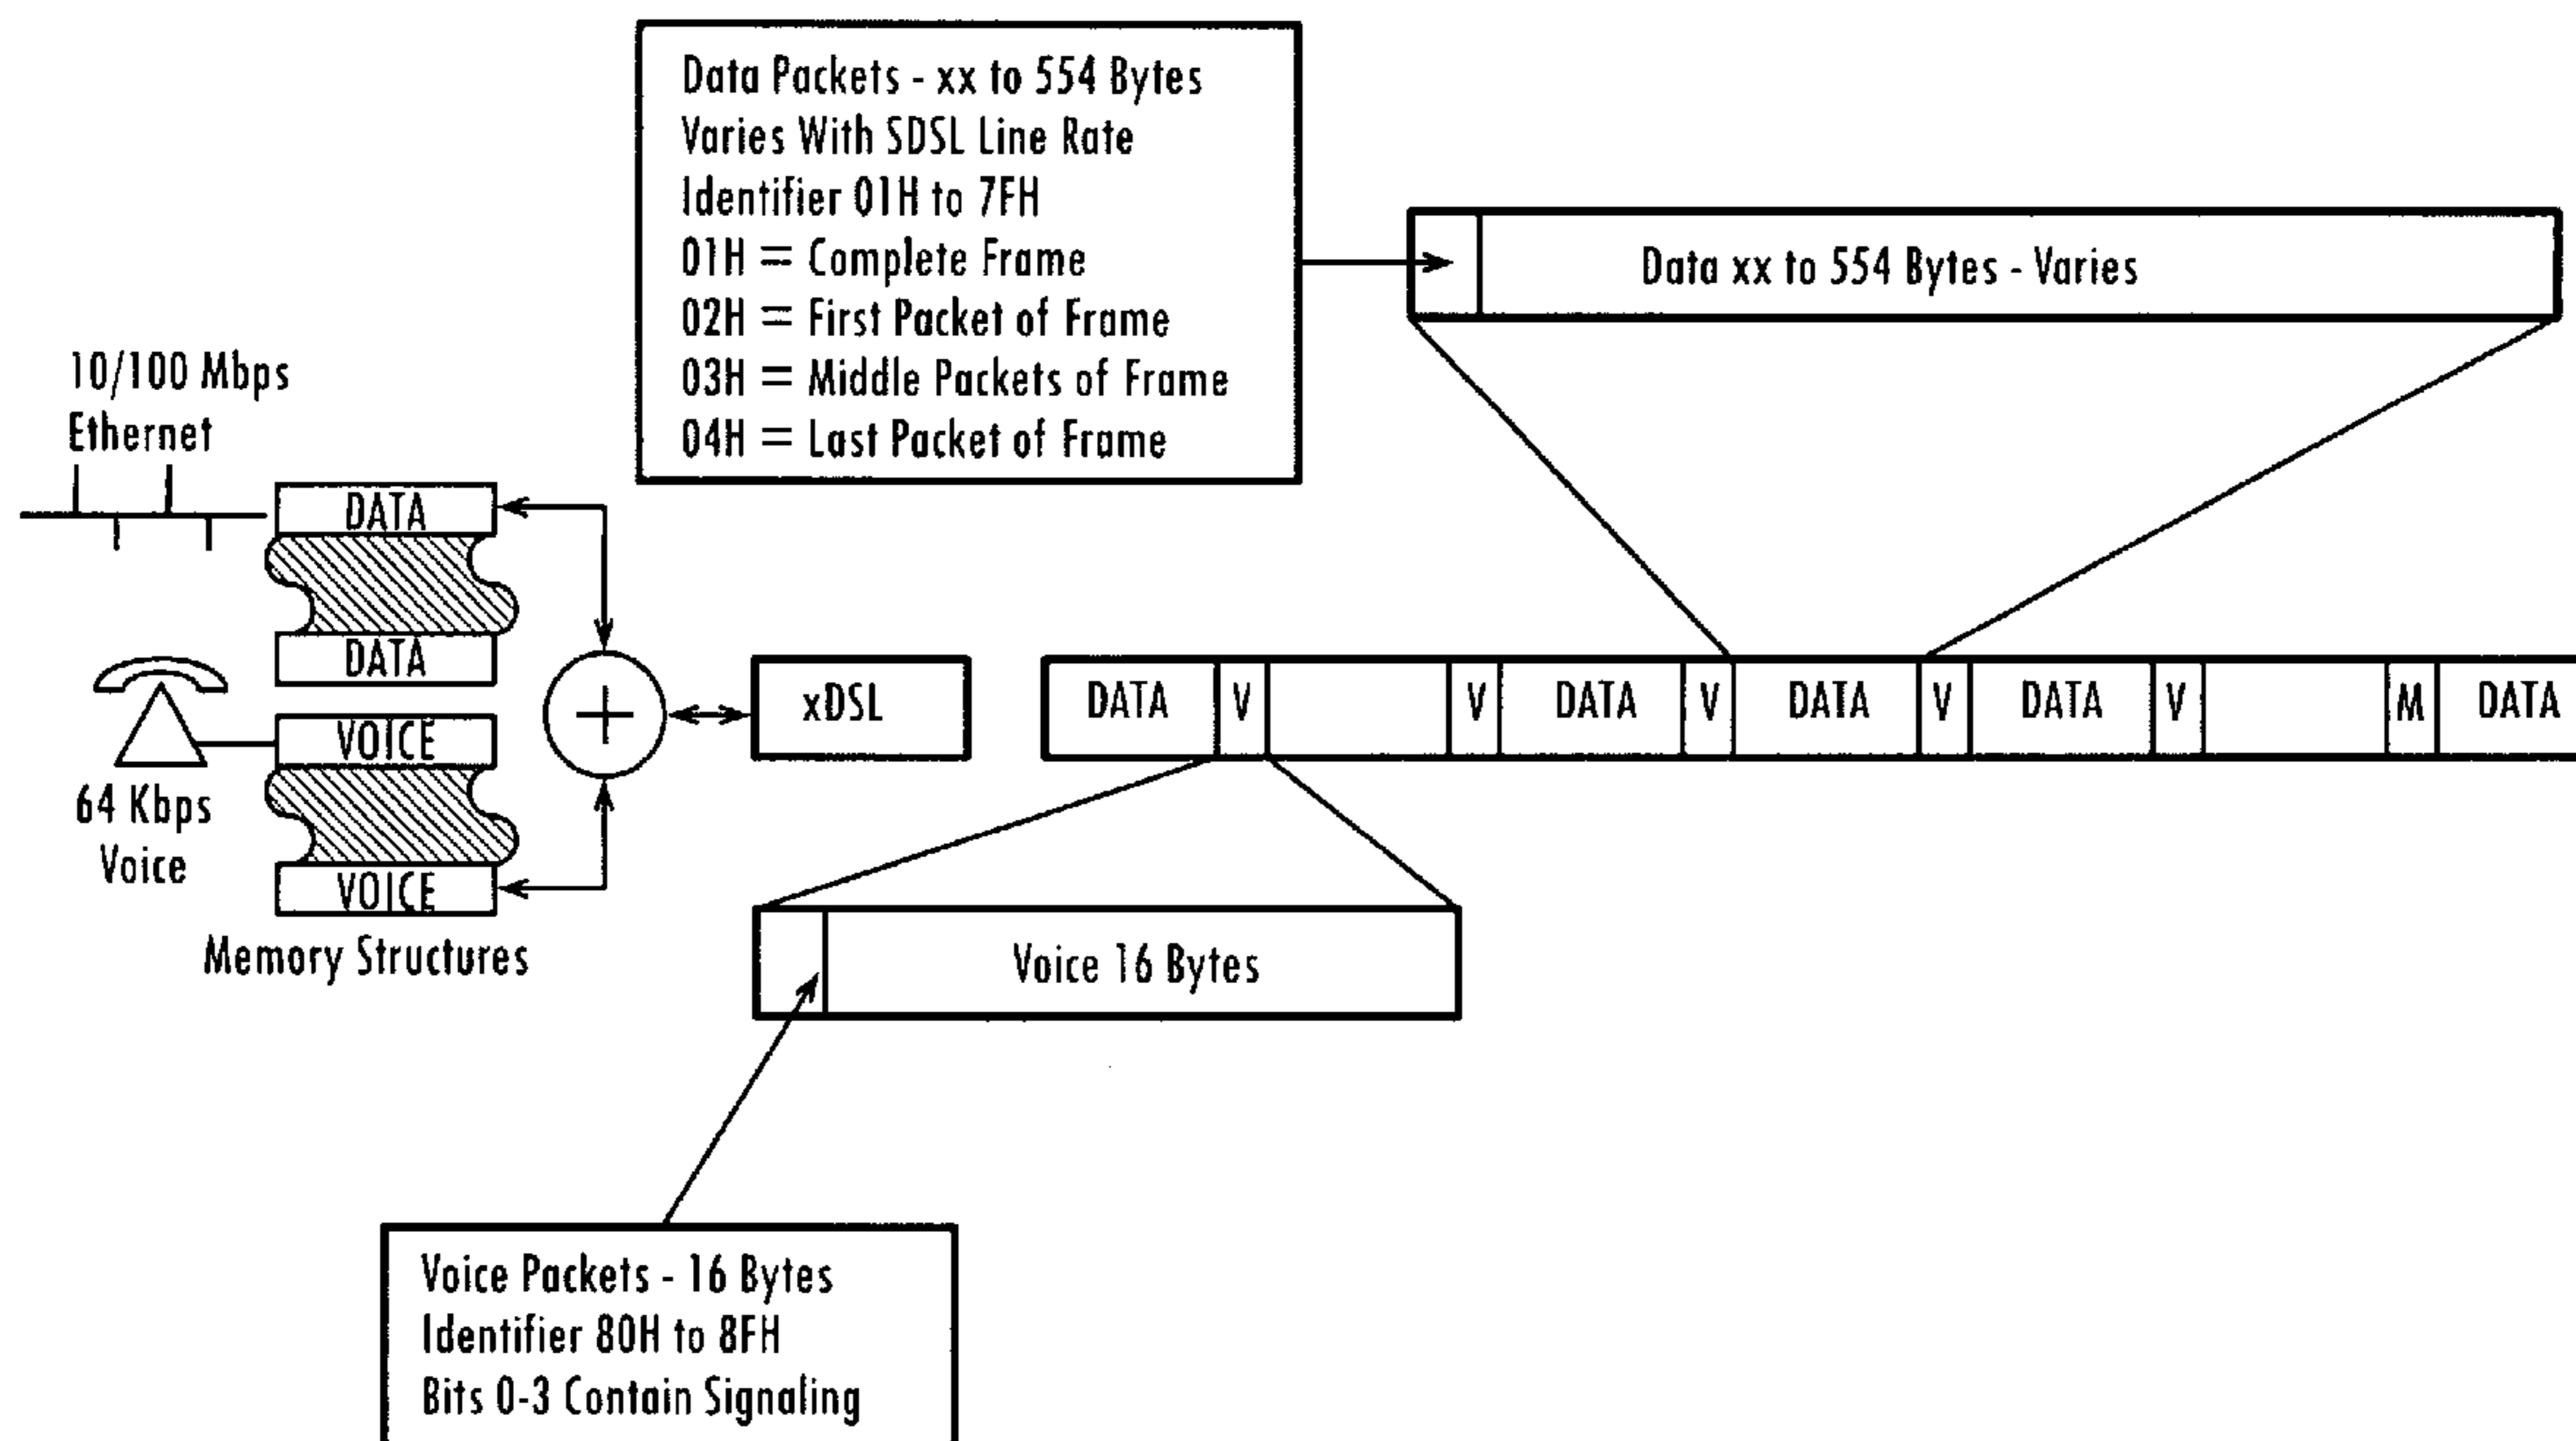 Data Packets - xx to 554 Bytes
Varies With SDSL Line Rate
Identifier 01H to 7FH
01H = Complete Frame
02H = First Packet of Frame
03H = Middle Packets of Frame
04H = Last Packet of Frame
Data xx to 554 Bytes - Varies
10/100 Mbps
Ethernet
DATA
DATA
VOICE
VOICE
64 Kbps
Voice
Memory Structures
+
xDSL
DATA V V DATA V DATA V DATA V M DATA
Voice 16 Bytes
Voice Packets - 16 Bytes
Identifier 80H to 8FH
Bits 0-3 Contain Signaling